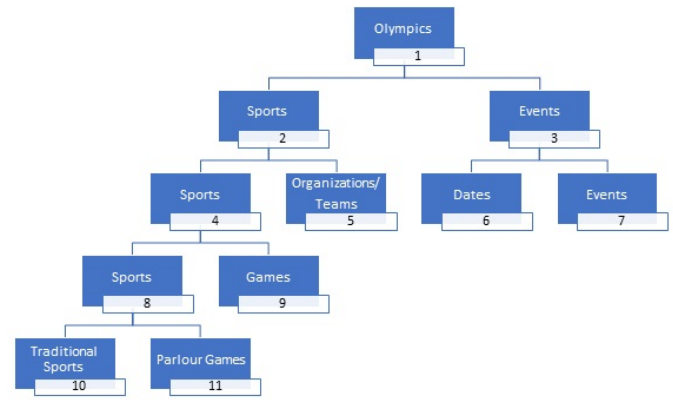 Olympics
1
Sports
2
Events
3
Sports
4
Organizations/
Teams
5
Dates
6
Events
7
Sports
8
Games
9
Traditional
Sports
10
Parlour Games
11